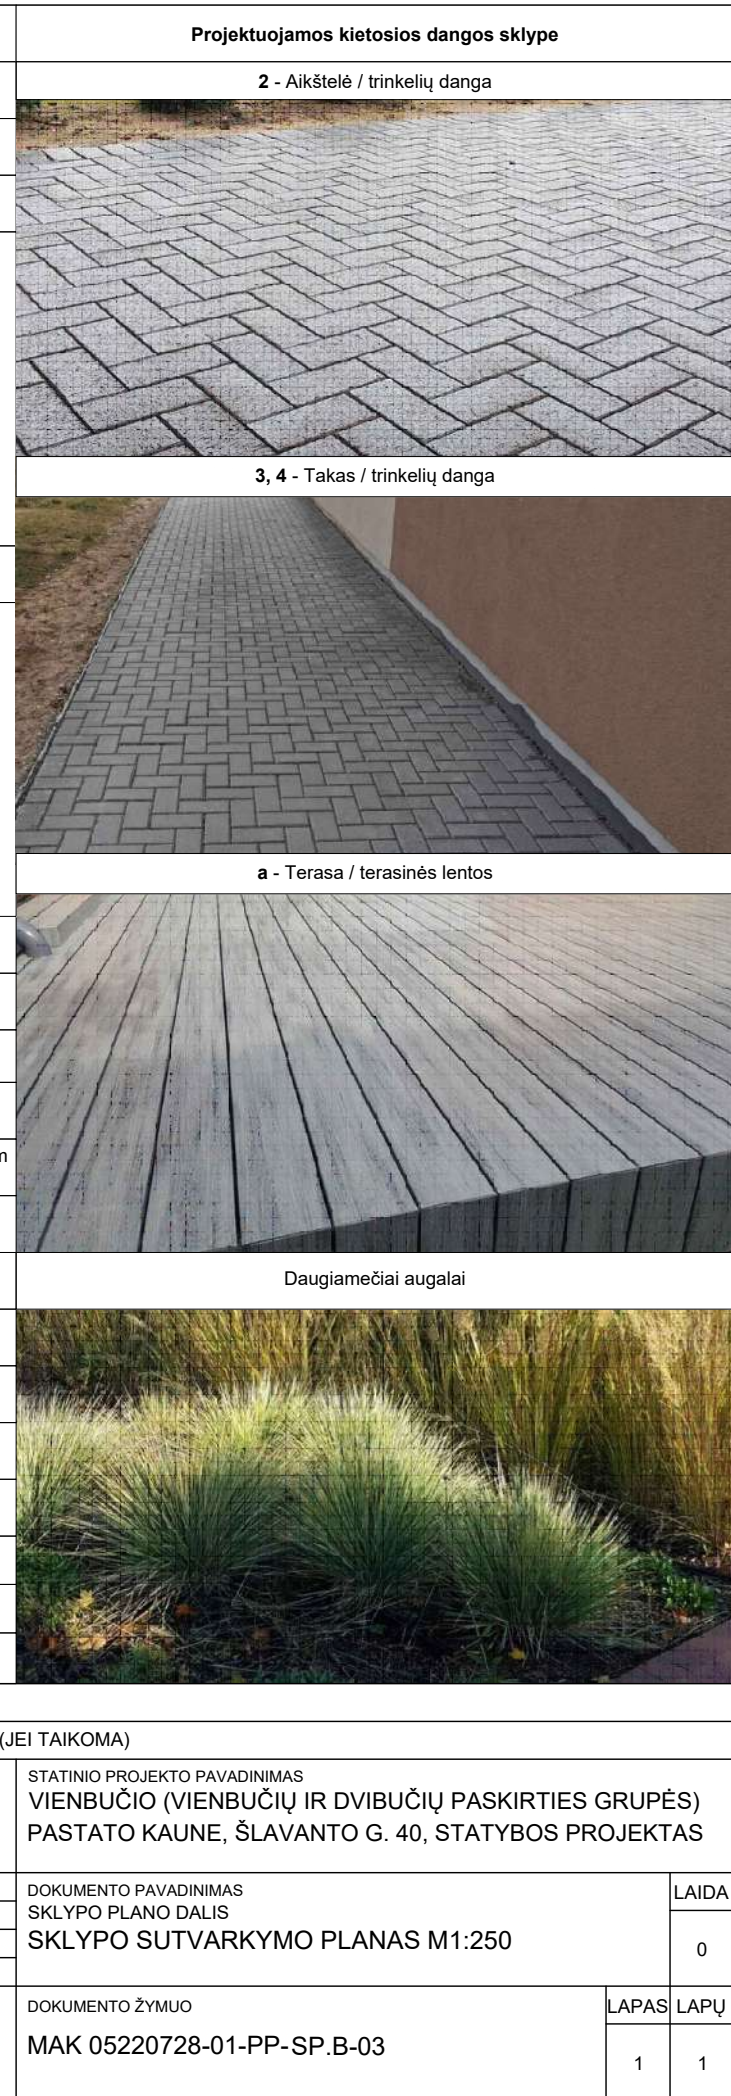 Projektuojamos kietosios dangos sklype
2 - Aikštelė / trinkelių danga
3, 4 - Takas / trinkelių danga
a - Terasa / terasinės lentos
m
Daugiamečiai augalai
(JEI TAIKOMA)
STATINIO PROJEKTO PAVADINIMAS
VIENBUČIO (VIENBUČIŲ IR DVIBUČIŲ PASKIRTIES GRUPĖS)
PASTATO KAUNE, ŠLAVANTO G. 40, STATYBOS PROJEKTAS
DOKUMENTO PAVADINIMAS
SKLYPO PLANO DALIS
SKLYPO SUTVARKYMO PLANAS M1:250
LAIDA
0
DOKUMENTO ŽYMUO
MAK 05220728-01-PP-SP.B-03
LAPAS LAPŲ
1 1